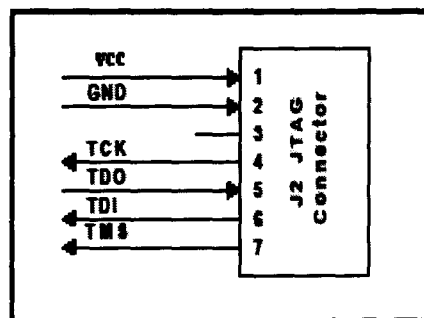 VCC
GND
TCK
TDO
TDI
TMS
1
2
3
4
5
6
7
J2 JTAG
Connector